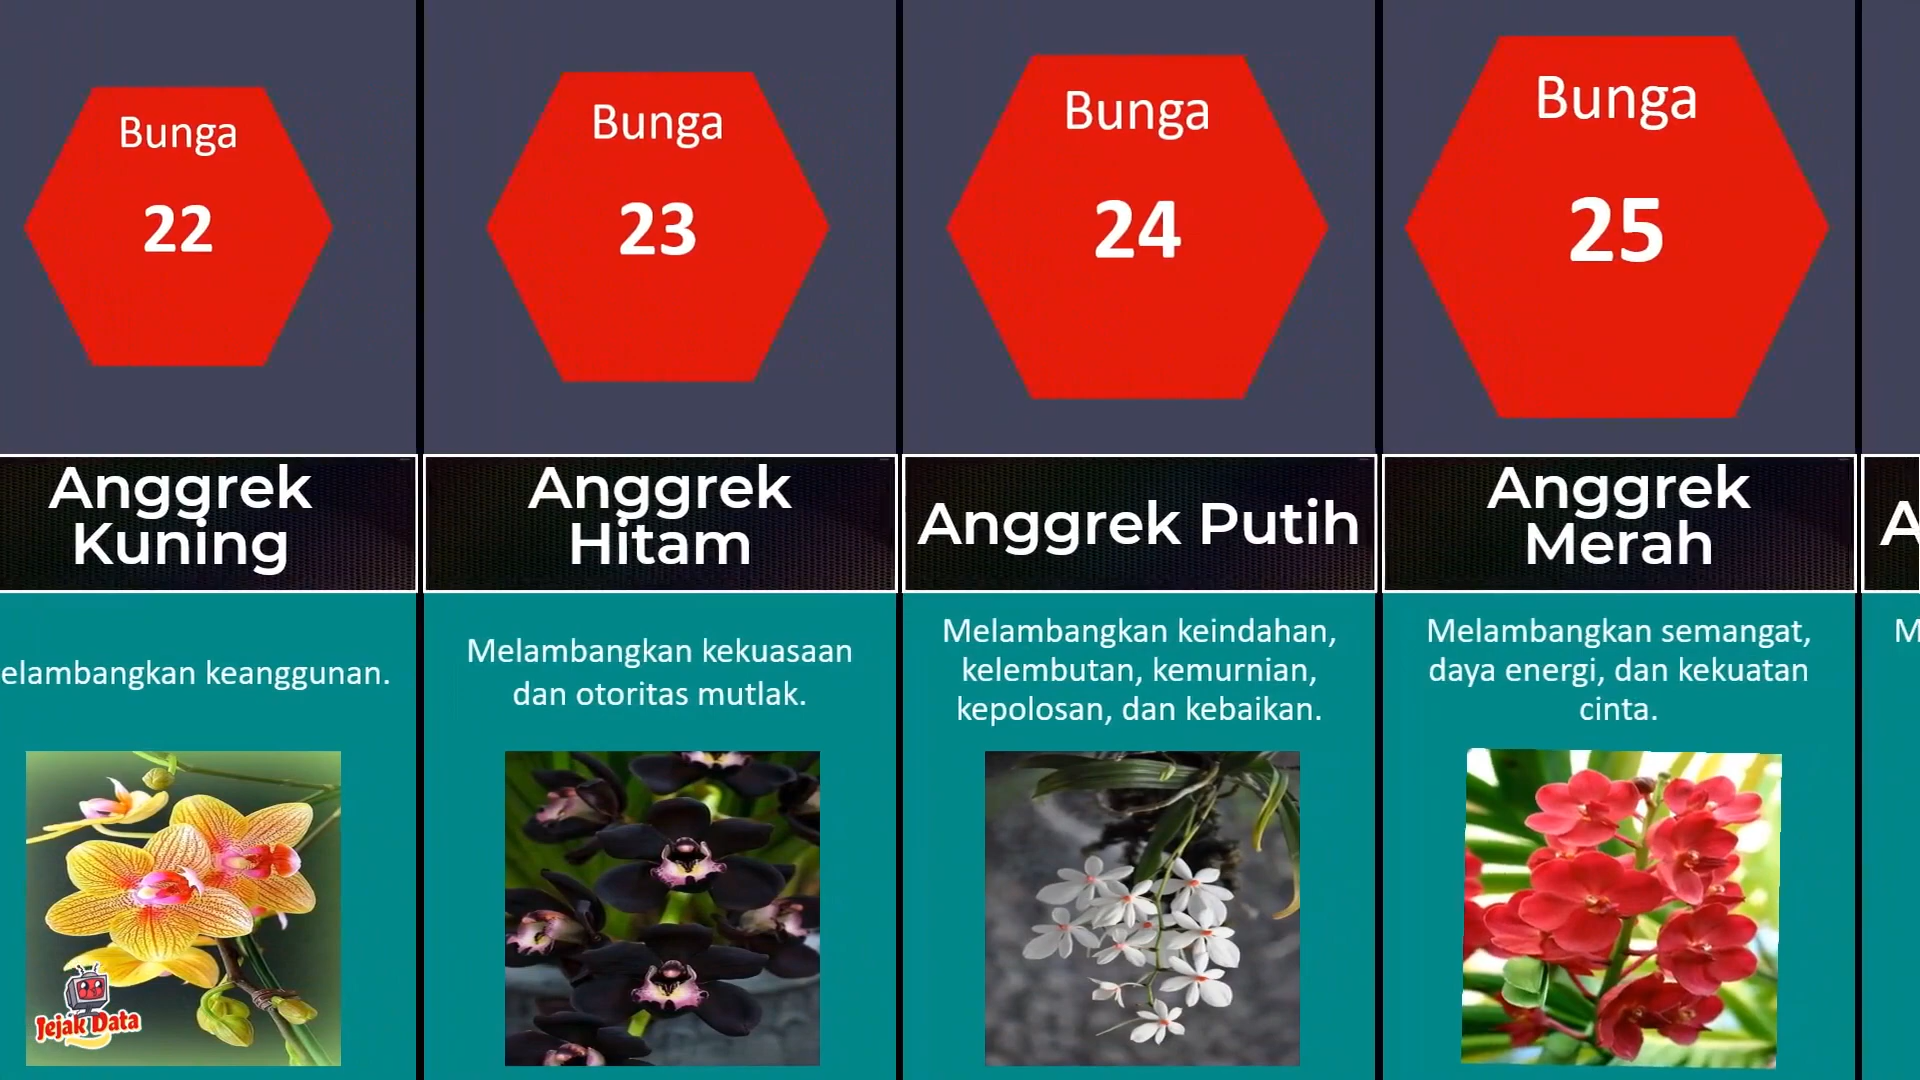 Bunga
22
Anggrek
Kuning
elambangkan keanggunan.
Jejak Data
Bunga
23
Anggrek
Hitam
Melambangkan kekuasaan
dan otoritas mutlak.
Bunga
24
Anggrek Putih
Melambangkan keindahan,
kelembutan, kemurnian,
kepolosan, dan kebaikan.
Bunga
25
Anggrek
Merah
Melambangkan semangat,
daya energi, dan kekuatan
cinta.
A
M